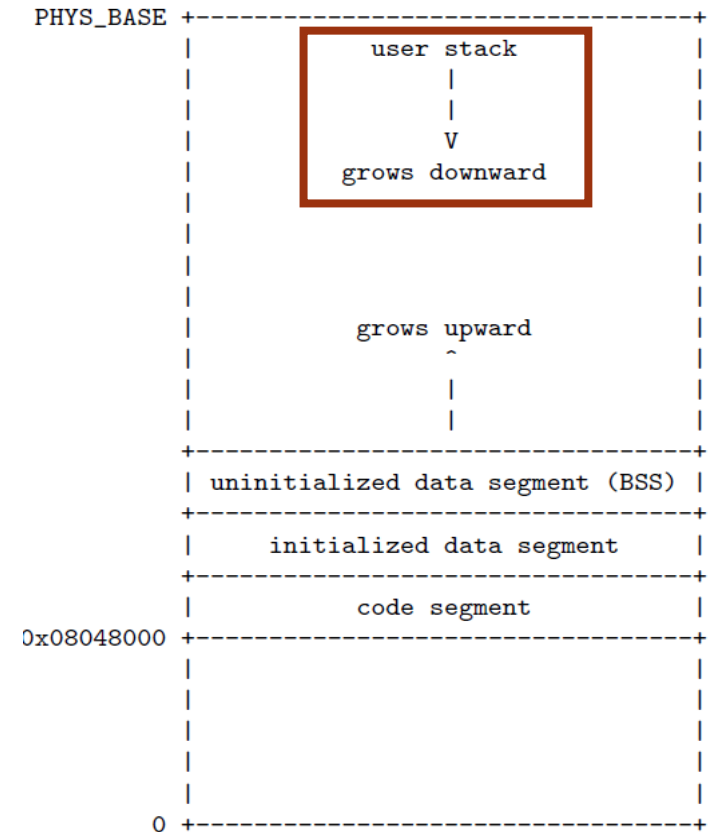 PHYS_BASE +----------------------------------+
| user stack |
| | |
| | |
| V |
| grows downward |
| |
| |
| |
| |
| grows upward |
| ^ |
| | |
| | |
+----------------------------------+
| uninitialized data segment (BSS) |
+----------------------------------+
| initialized data segment |
+----------------------------------+
| code segment |
0x08048000 +----------------------------------+
| |
| |
| |
| |
| |
0 +----------------------------------+